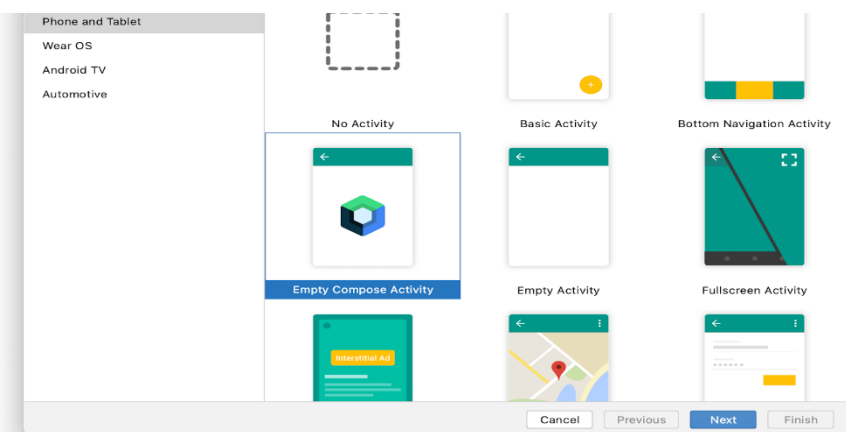 Phone and Tablet
Wear OS
Android TV
Automotive
No Activity
Basic Activity
Bottom Navigation Activity
Empty Compose Activity
Empty Activity
Fullscreen Activity
Interstitial Ad
Cancel
Previous
Next
Finish